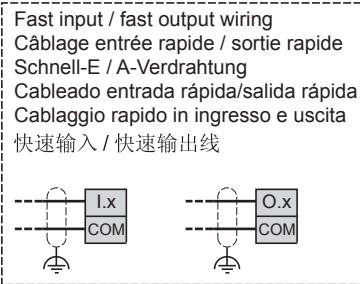 Fast input / fast output wiring
Câblage entrée rapide / sortie rapide
Schnell-E / A-Verdrahtung
Cableado entrada rápida/salida rápida
Cablaggio rapido in ingresso e uscita
快速输入 / 快速输出线
I.x
O.x
COM
COM